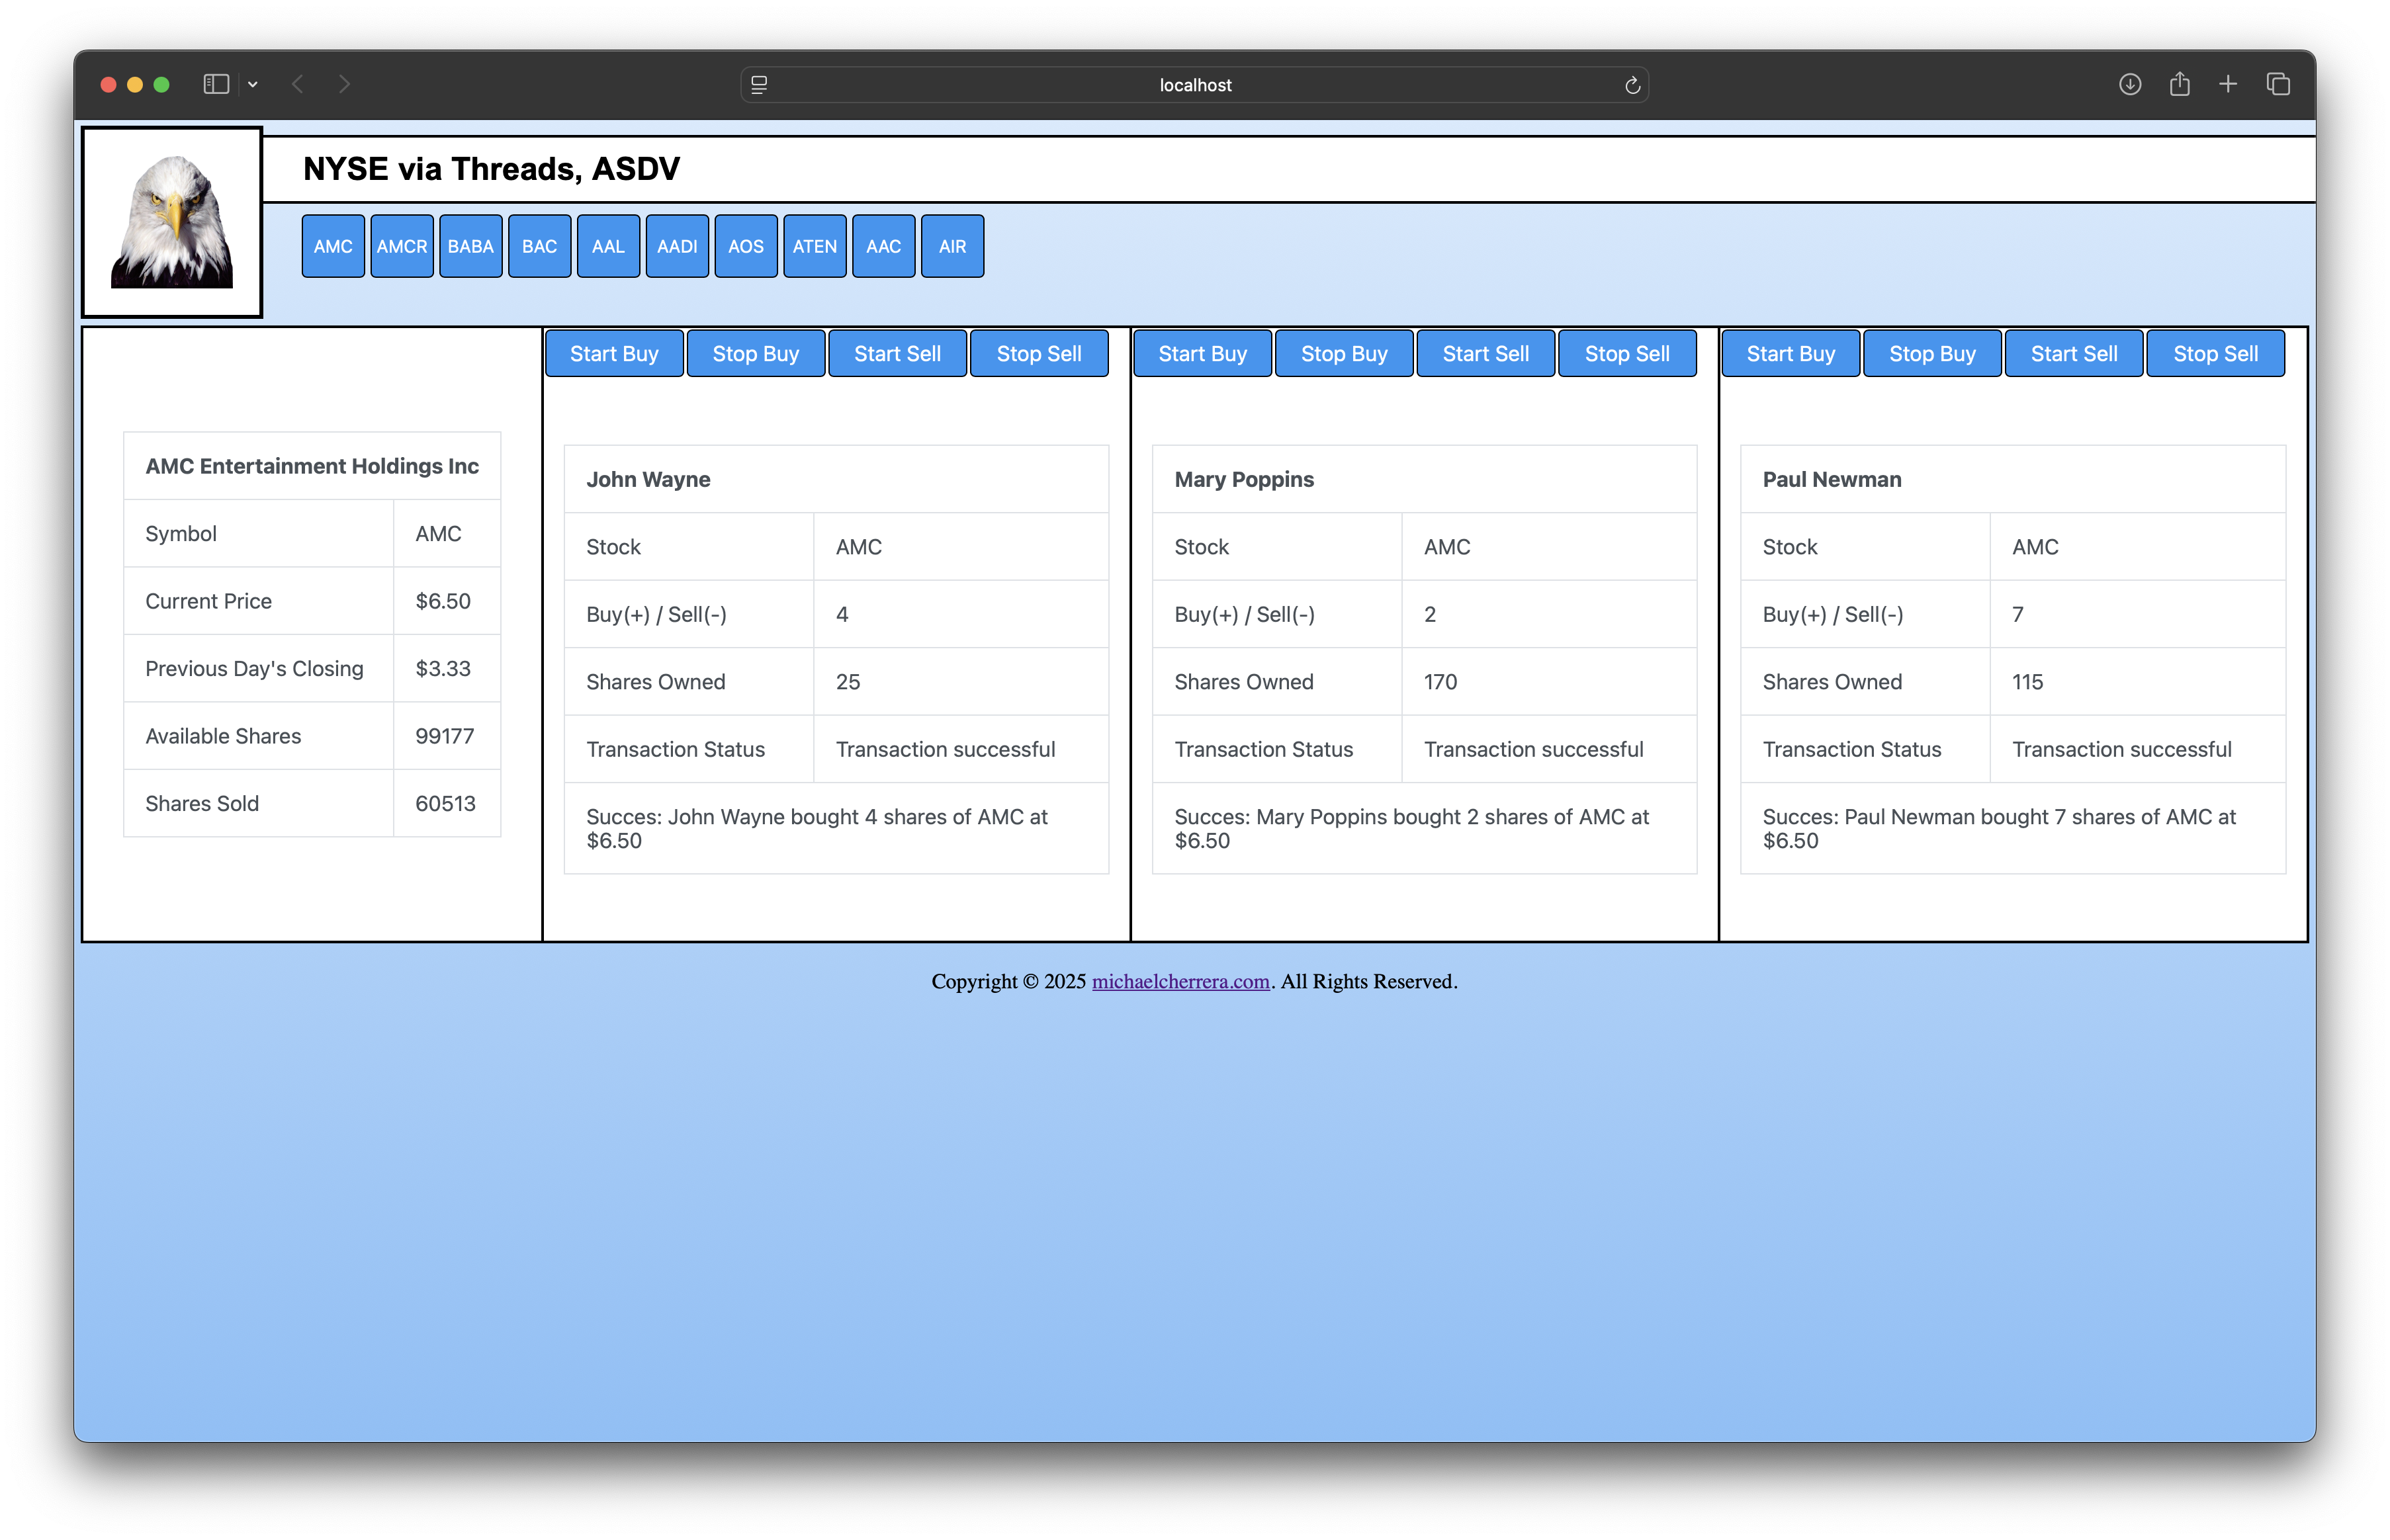 localhost
NYSE via Threads, ASDV
AMC AMCR BABA BAC AAL AADI AOS ATEN AAC AIR
Start Buy Stop Buy Start Sell Stop Sell Start Buy Stop Buy Start Sell Stop Sell Start Buy Stop Buy Start Sell Stop Sell
AMC Entertainment Holdings Inc
Symbol AMC
Current Price $6.50
Previous Day's Closing $3.33
Available Shares 99177
Shares Sold 60513
John Wayne
Stock AMC
Buy(+) / Sell(-) 4
Shares Owned 25
Transaction Status Transaction successful
Succes: John Wayne bought 4 shares of AMC at
$6.50
Mary Poppins
Stock AMC
Buy(+) / Sell(-) 2
Shares Owned 170
Transaction Status Transaction successful
Succes: Mary Poppins bought 2 shares of AMC at
$6.50
Paul Newman
Stock AMC
Buy(+) / Sell(-) 7
Shares Owned 115
Transaction Status Transaction successful
Succes: Paul Newman bought 7 shares of AMC at
$6.50
Copyright © 2025 michaelcherrera.com. All Rights Reserved.